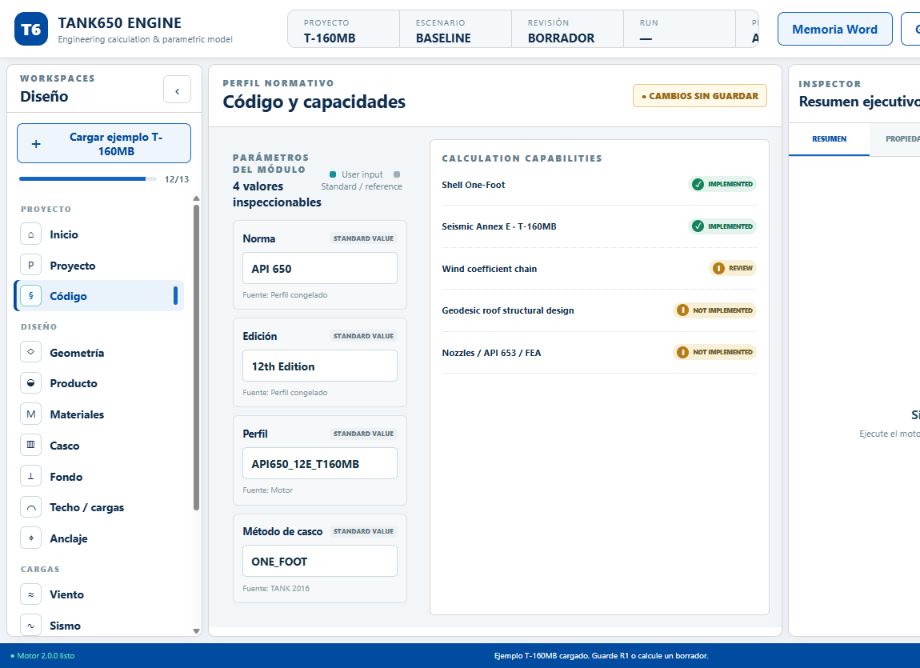 T6
TANK650 ENGINE
Engineering calculation & parametric model
PROYECTO
T-160MB
ESCENARIO
BASELINE
REVISIÓN
BORRADOR
RUN
—
Memoria Word
WORKSPACES
Diseño
‹
+ Cargar ejemplo T-
160MB
12/13
PROYECTO
Inicio
P Proyecto
§ Código
DISEÑO
Geometría
Producto
M Materiales
Casco
Fondo
Techo / cargas
Anclaje
CARGAS
≈ Viento
∿ Sismo
PERFIL NORMATIVO
Código y capacidades
• CAMBIOS SIN GUARDAR
PARÁMETROS
DEL MÓDULO
4 valores
inspeccionables
User input
Standard / reference
Norma
STANDARD VALUE
API 650
Fuente: Perfil congelado
Edición
STANDARD VALUE
12th Edition
Fuente: Perfil congelado
Perfil
STANDARD VALUE
API650_12E_T160MB
Fuente: Motor
Método de casco
STANDARD VALUE
ONE_FOOT
Fuente: TANK 2016
CALCULATION CAPABILITIES
Shell One-Foot
✓ IMPLEMENTED
Seismic Annex E · T-160MB
✓ IMPLEMENTED
Wind coefficient chain
REVIEW
Geodesic roof structural design
NOT IMPLEMENTED
Nozzles / API 653 / FEA
NOT IMPLEMENTED
INSPECTOR
Resumen ejecutivo
RESUMEN
PROPIEDA
Si
Ejecute el moto
• Motor 2.0.0 listo
Ejemplo T-160MB cargado. Guarde R1 o calcule un borrador.